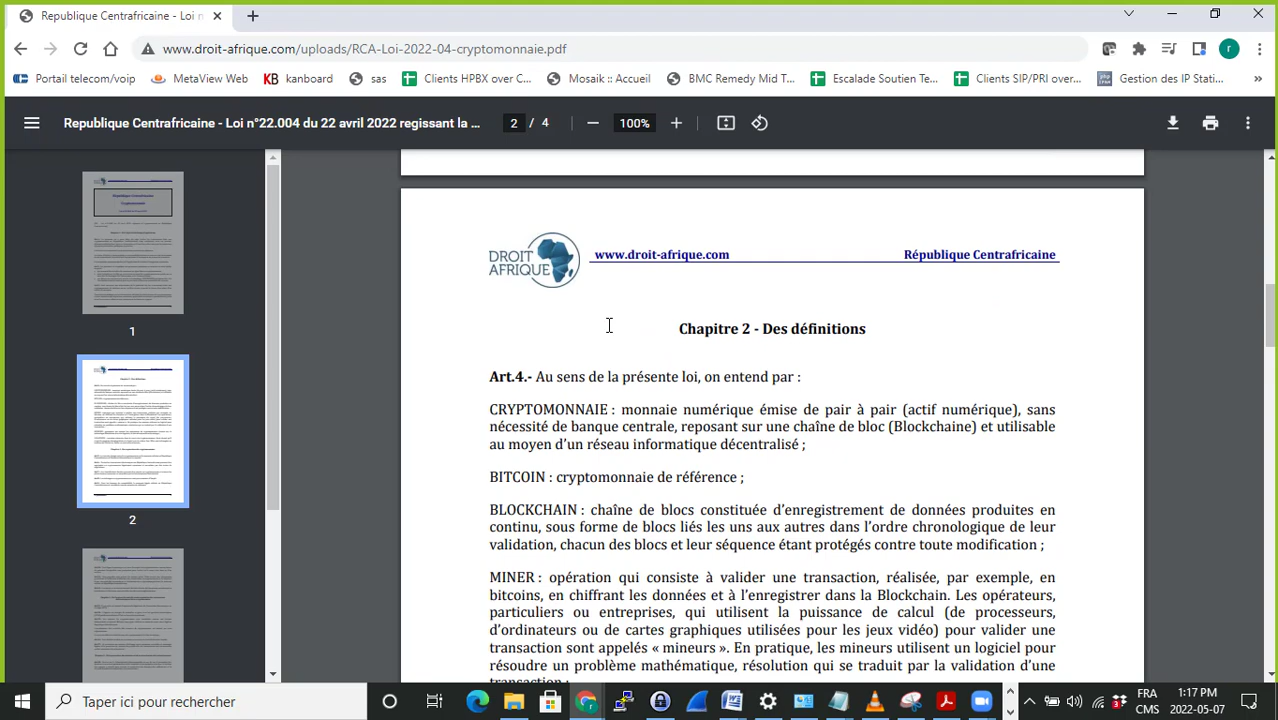 Republique Centrafricaine - Loi n
www.droit-afrique.com/uploads/RCA-Loi-2022-04-cryptomonnaie.pdf
r
Portail telecom/voip
MetaView Web
KB kanboard
sas
Clients HPBX over C...
Mosaik :: Accueil
BMC Remedy Mid T...
Escalade Soutien Te...
Clients SIP/PRI over...
Gestion des IP Stati...
»
Republique Centrafricaine - Loi n°22.004 du 22 avril 2022 regissant la ...
2 / 4
100%
1
2
DROIT
AFRIQUE
www.droit-afrique.com
République Centrafricaine
Chapitre 2 - Des définitions
Art.4.- Au sens de la présente loi, on entend par :
CRYPTOMONNAIE : monnaie numérique émise de pair à pair (actif numérique), sans
nécessité de banque centrale, reposant sur une chaîne de bloc (Blockchains) et utilisable
au moyen d'un réseau informatique décentralisé ;
BITCOIN : cryptomonnaie de référence ;
BLOCKCHAIN : chaîne de blocs constituée d'enregistrement de données produites en
continu, sous forme de blocs liés les uns aux autres dans l'ordre chronologique de leur
validation, chacun des blocs et leur séquence étant protégés contre toute modification ;
MINER : opération qui consiste à valider une transaction, réalisée, par exemple, en
bitcoins, en chiffrant les données et à l'enregistrer dans la Blockchain. Les opérateurs,
particuliers ou entreprises, qui utilisent la puissance de calcul (de processeurs,
d'ordinateurs ou de cartes graphiques utilisées pour les jeux vidéo) pour valider une
transaction sont appelés « mineurs ». En pratique, les mineurs utilisent un logiciel pour
résoudre un problème mathématique, résolution qui se traduit par la validation d'une
transaction ;
Taper ici pour rechercher
FRA
CMS
1:17 PM
2022-05-07